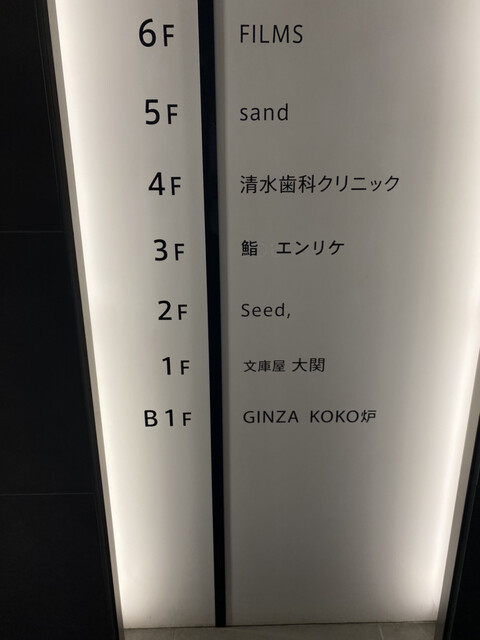 6F FILMS
5F sand
4F 清水歯科クリニック
3F 鮨 エンリケ
2F Seed,
1F 文庫屋 大関
B1F GINZA KOKO炉